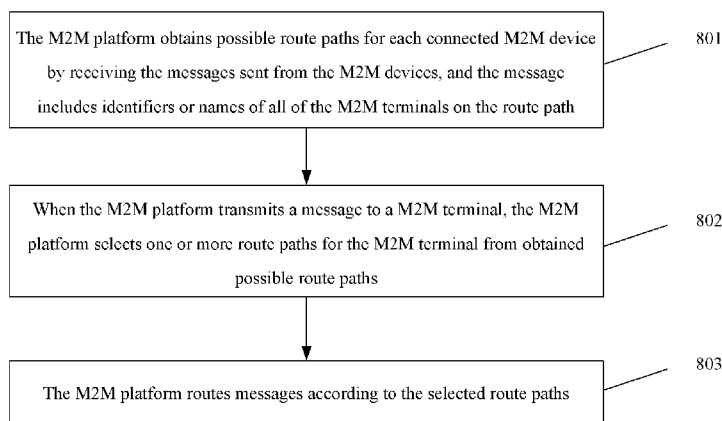 The M2M platform obtains possible route paths for each connected M2M device
by receiving the messages sent from the M2M devices, and the message
includes identifiers or names of all of the M2M terminals on the route path
801
When the M2M platform transmits a message to a M2M terminal, the M2M
platform selects one or more route paths for the M2M terminal from obtained
possible route paths
802
The M2M platform routes messages according to the selected route paths
803